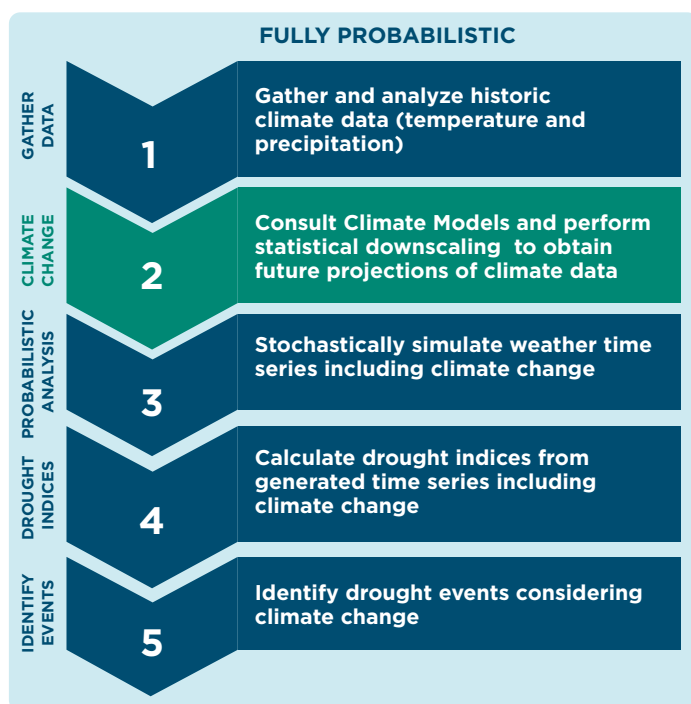 FULLY PROBABILISTIC
GATHER
DATA
1
Gather and analyze historic
climate data (temperature and
precipitation)
CLIMATE
CHANGE
2
Consult Climate Models and perform
statistical downscaling to obtain
future projections of climate data
PROBABILISTIC
ANALYSIS
3
Stochastically simulate weather time
series including climate change
DROUGHT
INDICES
4
Calculate drought indices from
generated time series including
climate change
IDENTIFY
EVENTS
5
Identify drought events considering
climate change